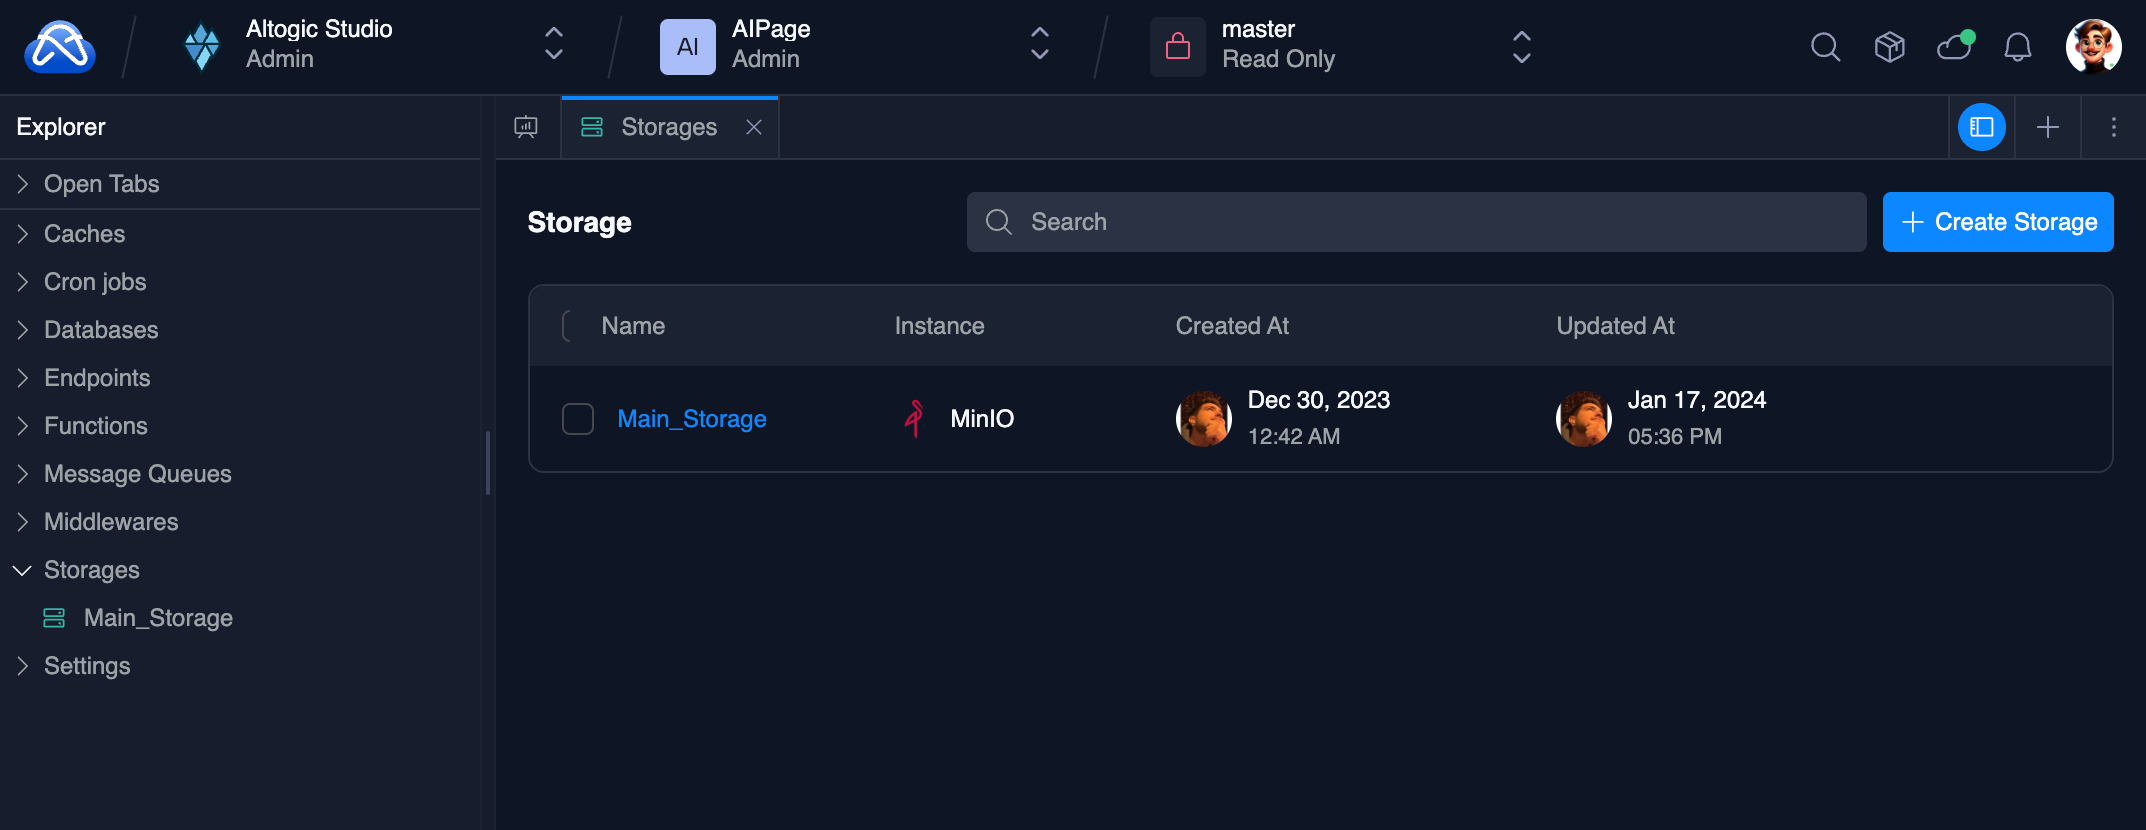 Altogic Studio
Admin
AI
AIPage
Admin
master
Read Only
Explorer
Storages
Open Tabs
Caches
Cron jobs
Databases
Endpoints
Functions
Message Queues
Middlewares
Storages
Main_Storage
Settings
Storage
Search
Create Storage
Name Instance Created At Updated At
Main_Storage MinIO Dec 30, 2023 Jan 17, 2024
12:42 AM 05:36 PM